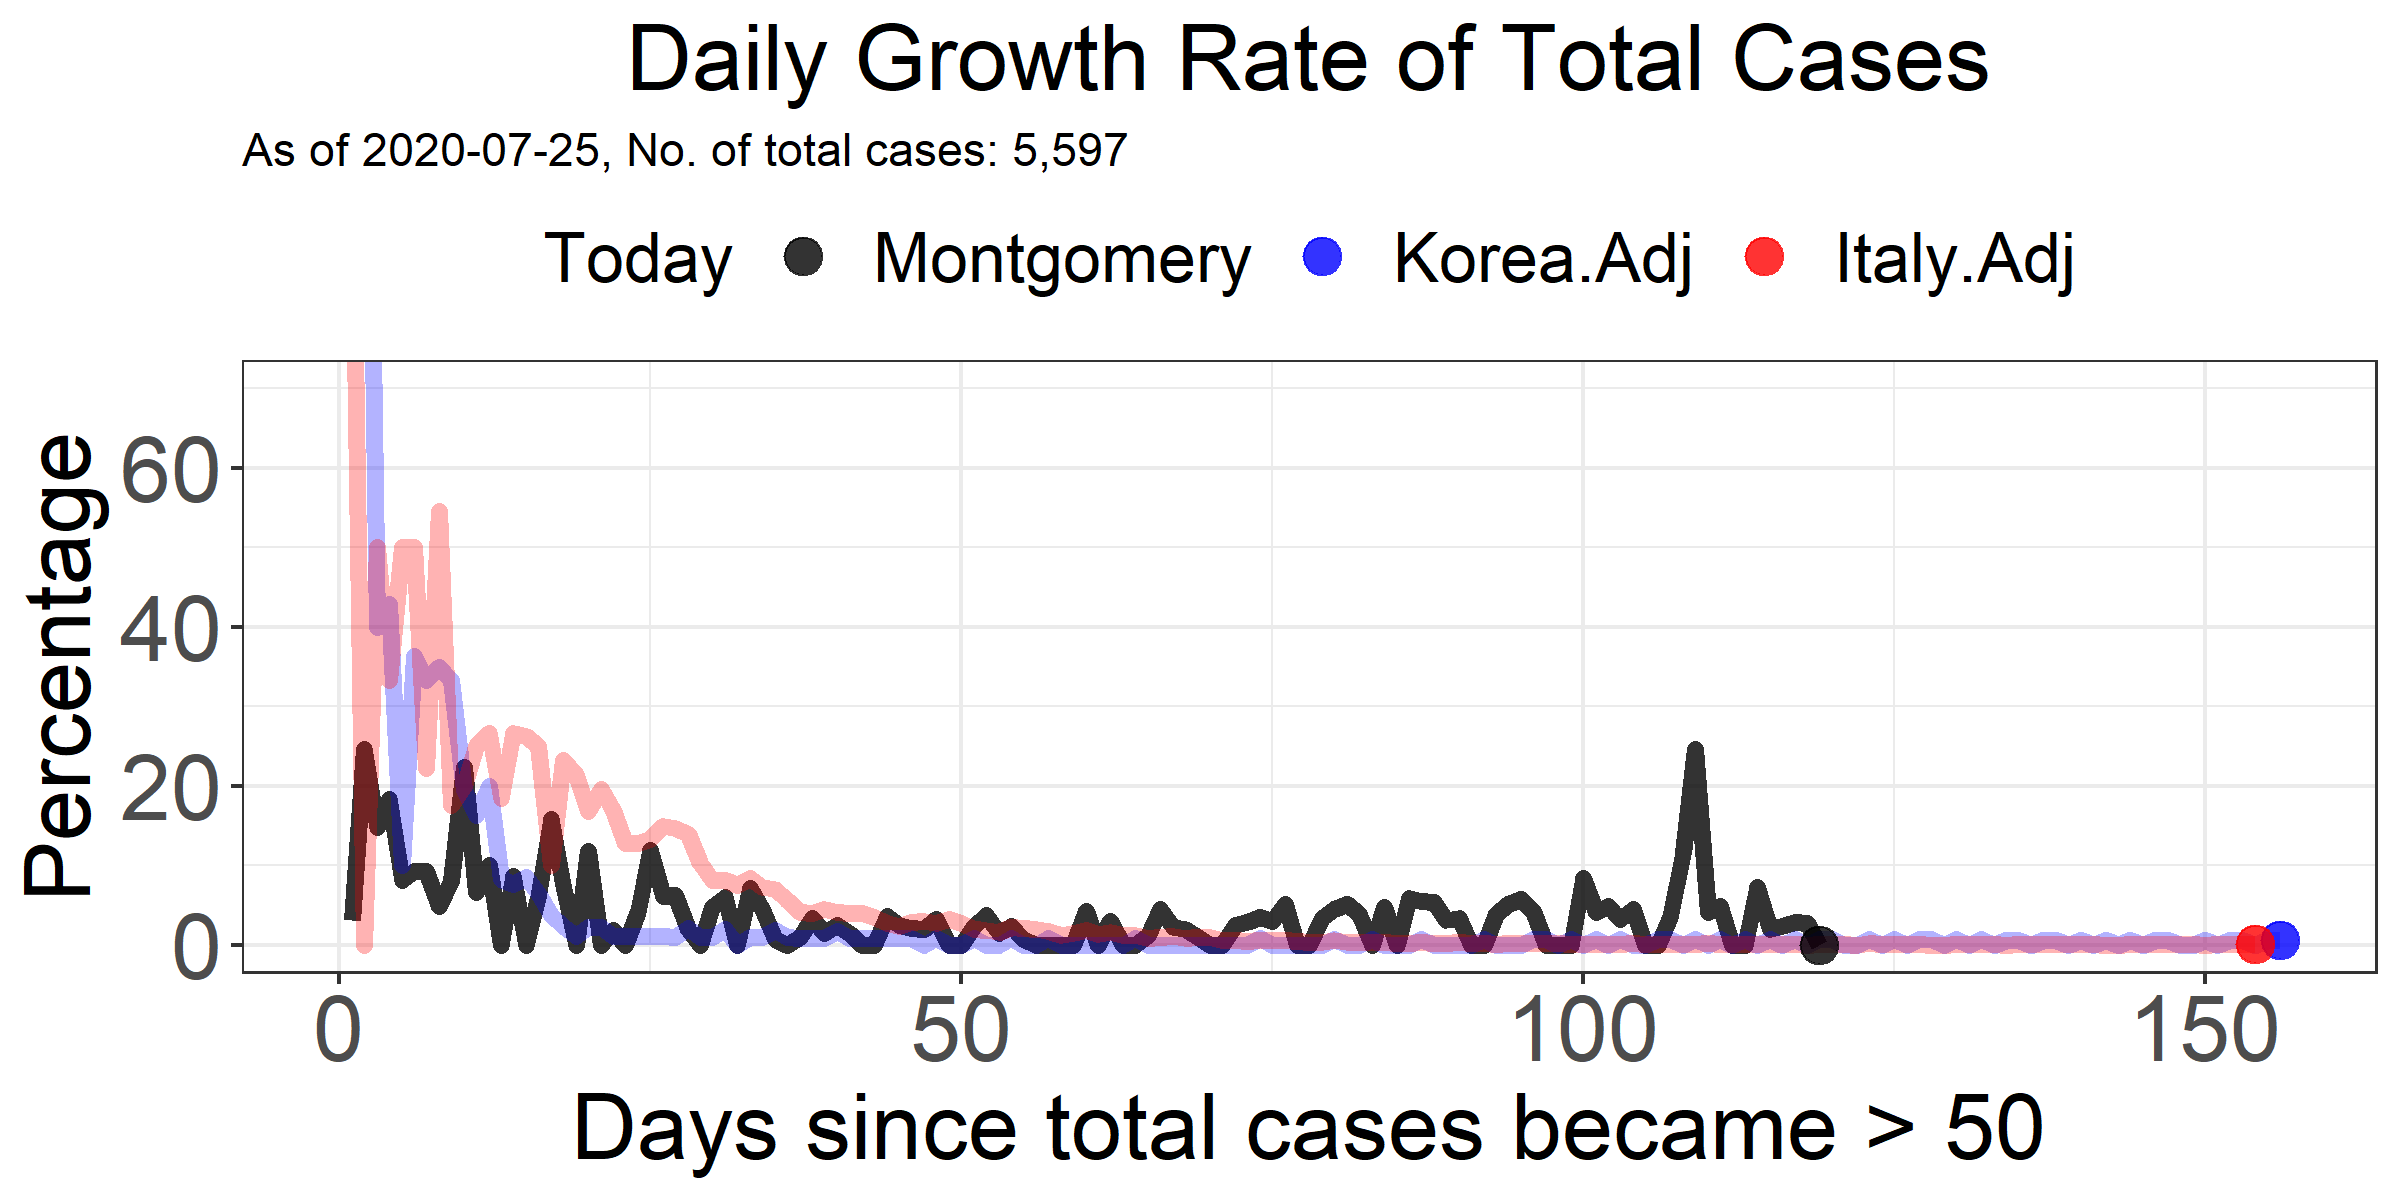 Daily Growth Rate of Total Cases
As of 2020-07-25, No. of total cases: 5,597
Today Montgomery Korea.Adj Italy.Adj
Percentage
60
40
20
0
0 50 100 150
Days since total cases became > 50